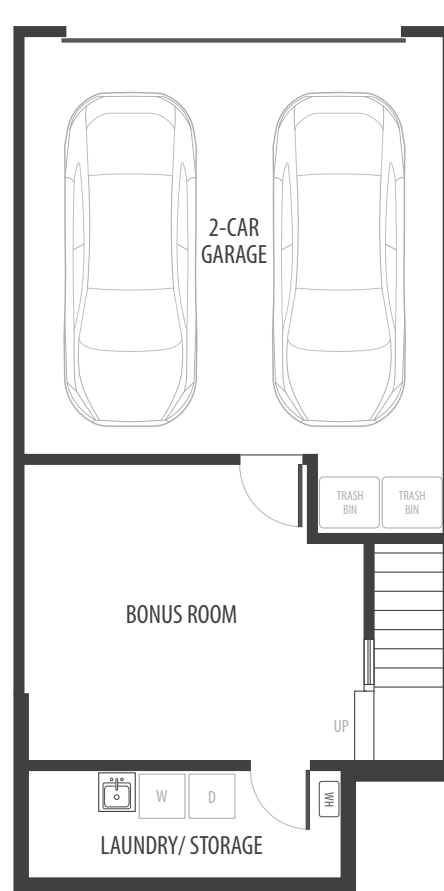 2-CAR
GARAGE
TRASH
BIN
TRASH
BIN
BONUS ROOM
UP
W
D
WH
LAUNDRY/ STORAGE